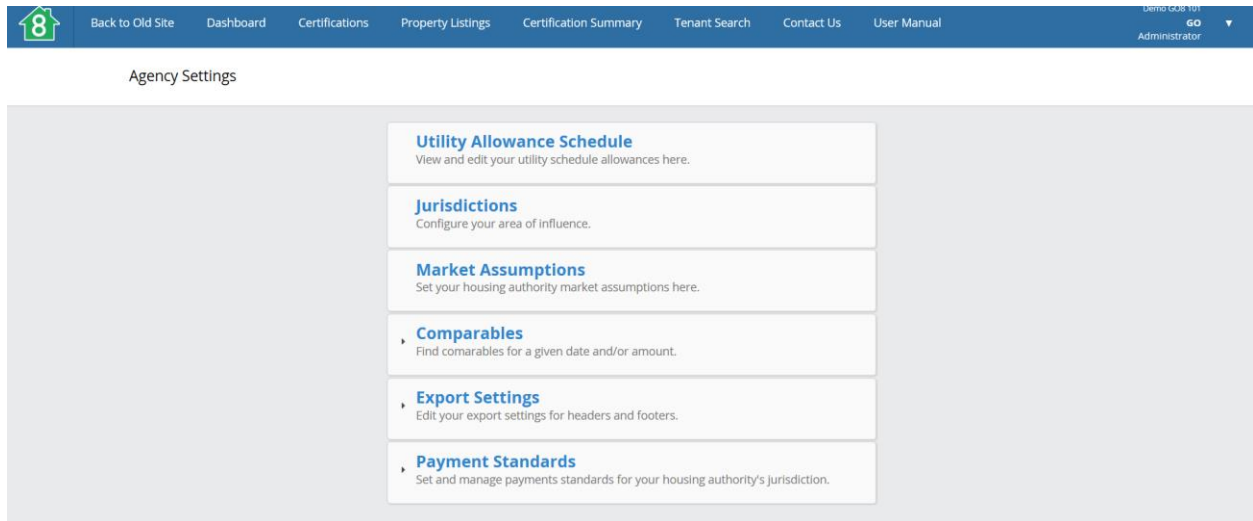 8 Back to Old Site Dashboard Certifications Property Listings Certification Summary Tenant Search Contact Us User Manual
Demo GO8 101
GO
Administrator
Agency Settings
Utility Allowance Schedule
View and edit your utility schedule allowances here.
Jurisdictions
Configure your area of influence.
Market Assumptions
Set your housing authority market assumptions here.
Comparables
Find comarables for a given date and/or amount.
Export Settings
Edit your export settings for headers and footers.
Payment Standards
Set and manage payments standards for your housing authority's jurisdiction.